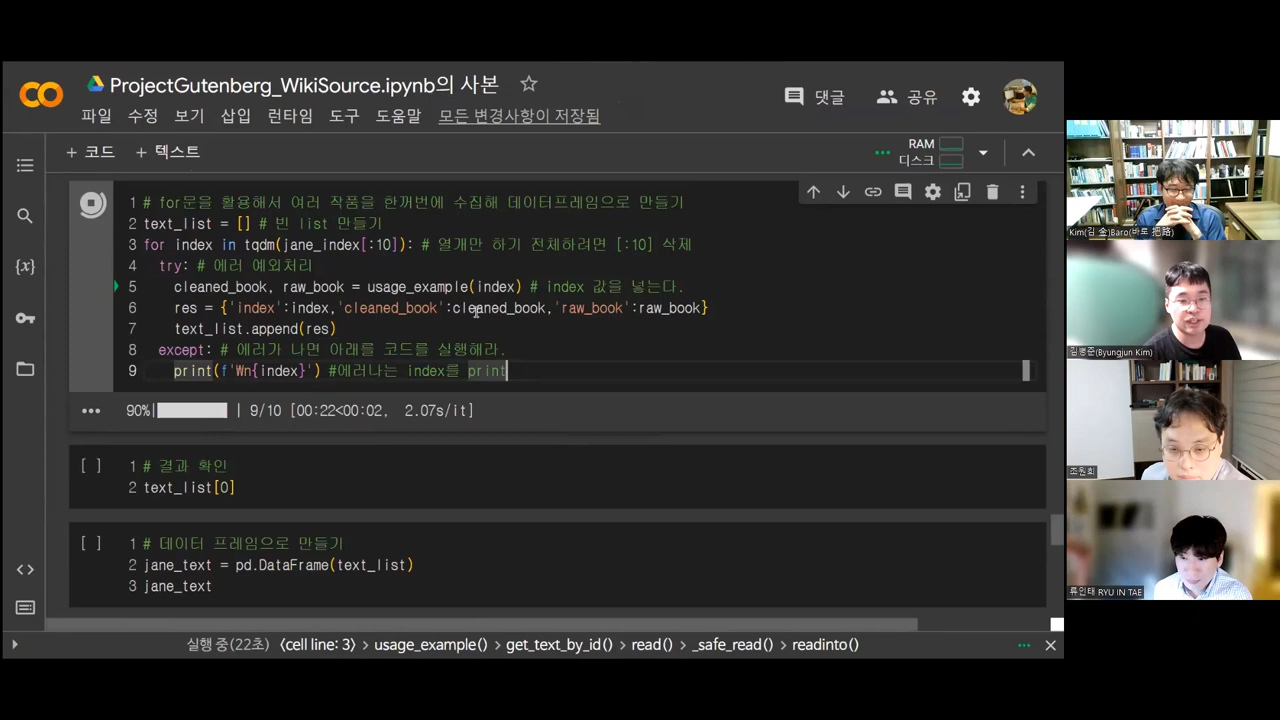 ProjectGutenberg_WikiSource.ipynb의 사본
댓글
공유
파일 수정 보기 삽입 런타임 도구 도움말 모든 변경사항이 저장됨
+ 코드 + 텍스트
RAM
디스크
1 # for문을 활용해서 여러 작품을 한꺼번에 수집해 데이터프레임으로 만들기
2 text_list = [] # 빈 list 만들기
3 for index in tqdm(jane_index[:10]): # 열개만 하기 전체하려면 [:10] 삭제
4 try: # 에러 예외처리
5 cleaned_book, raw_book = usage_example(index) # index 값을 넣는다.
6 res = {'index':index,'cleaned_book':cleaned_book,'raw_book':raw_book}
7 text_list.append(res)
8 except: # 에러가 나면 아래를 코드를 실행해라.
9 print(f'₩n{index}') #에러나는 index를 print
90%| | 9/10 [00:22<00:02, 2.07s/it]
[ ] 1 # 결과 확인
2 text_list[0]
[ ] 1 # 데이터 프레임으로 만들기
2 jane_text = pd.DataFrame(text_list)
3 jane_text
실행 중(22초) <cell line: 3> usage_example() get_text_by_id() read() _safe_read() readinto()
Kim(김 金)Baro(바로 把路)
김병준(Byungjun Kim)
조원희
류인태 RYU IN TAE